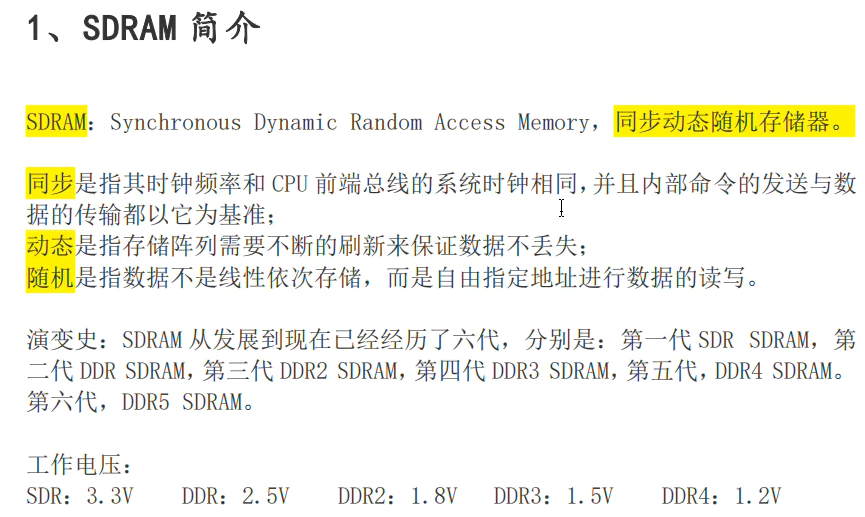 1、SDRAM 简介
SDRAM：Synchronous Dynamic Random Access Memory，同步动态随机存储器。
同步是指其时钟频率和 CPU 前端总线的系统时钟相同，并且内部命令的发送与数
据的传输都以它为基准；
动态是指存储阵列需要不断的刷新来保证数据不丢失；
随机是指数据不是线性依次存储，而是自由指定地址进行数据的读写。
演变史：SDRAM 从发展到现在已经经历了六代，分别是：第一代 SDR SDRAM，第
二代 DDR SDRAM，第三代 DDR2 SDRAM，第四代 DDR3 SDRAM，第五代，DDR4 SDRAM。
第六代，DDR5 SDRAM。
工作电压：
SDR：3.3V DDR：2.5V DDR2：1.8V DDR3：1.5V DDR4：1.2V